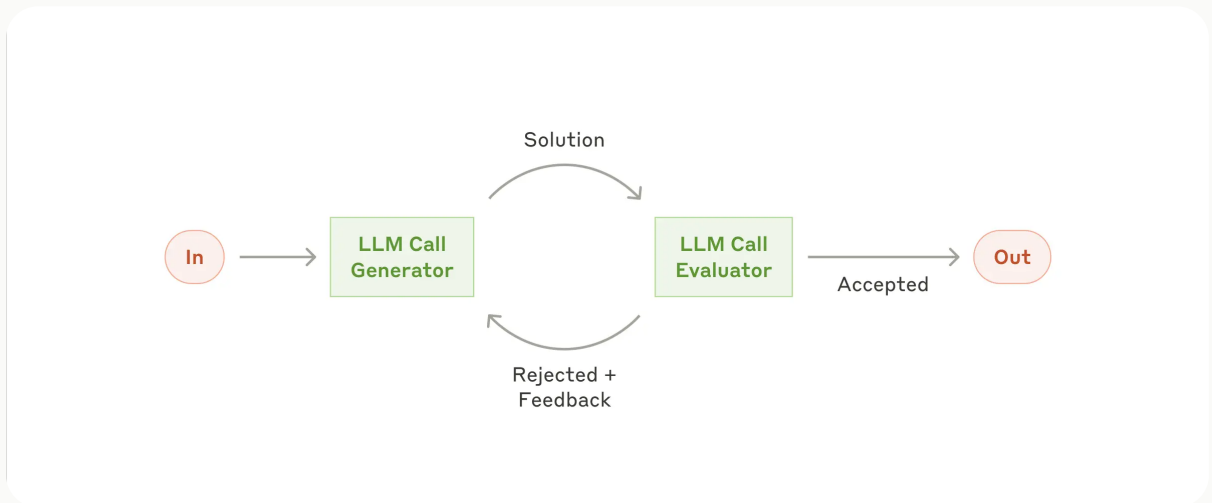 Solution
In
LLM Call
Generator
LLM Call
Evaluator
Out
Accepted
Rejected +
Feedback